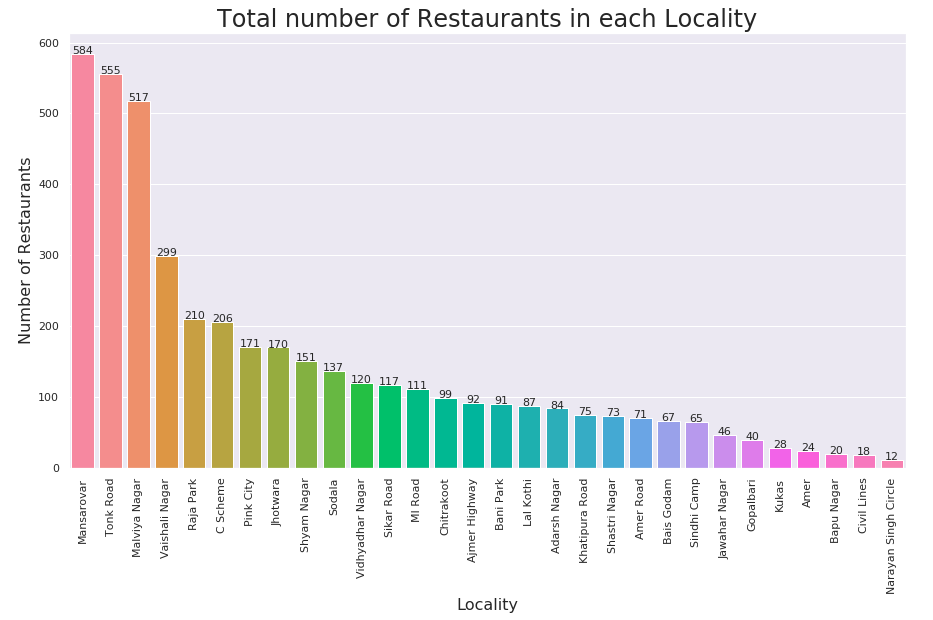 Total number of Restaurants in each Locality
Number of Restaurants
600
500
400
300
200
100
0
584
555
517
299
210
206
171
170
151
137
120
117
111
99
92
91
87
84
75
73
71
67
65
46
40
28
24
20
18
12
Mansarovar
Tonk Road
Malviya Nagar
Vaishali Nagar
Raja Park
C Scheme
Pink City
Jhotwara
Shyam Nagar
Sodala
Vidhyadhar Nagar
Sikar Road
MI Road
Chitrakoot
Ajmer Highway
Bani Park
Lal Kothi
Adarsh Nagar
Khatipura Road
Shastri Nagar
Amer Road
Bais Godam
Sindhi Camp
Jawahar Nagar
Gopalbari
Kukas
Amer
Bapu Nagar
Civil Lines
Narayan Singh Circle
Locality